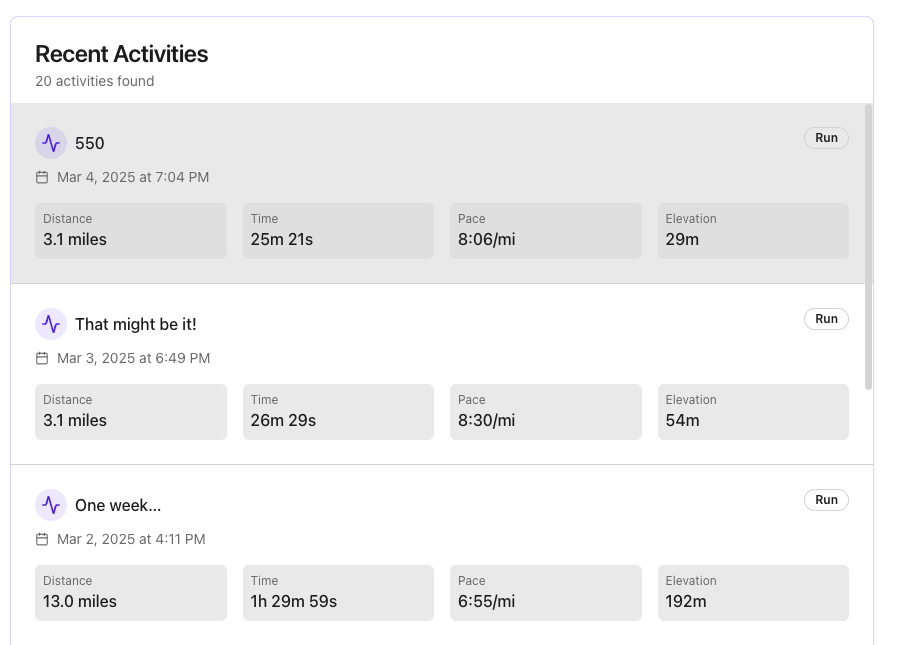 Recent Activities
20 activities found
550
Run
Mar 4, 2025 at 7:04 PM
Distance
Time
Pace
Elevation
3.1 miles
25m 21s
8:06/mi
29m
That might be it!
Run
Mar 3, 2025 at 6:49 PM
Distance
Time
Pace
Elevation
3.1 miles
26m 29s
8:30/mi
54m
One week...
Run
Mar 2, 2025 at 4:11 PM
Distance
Time
Pace
Elevation
13.0 miles
1h 29m 59s
6:55/mi
192m